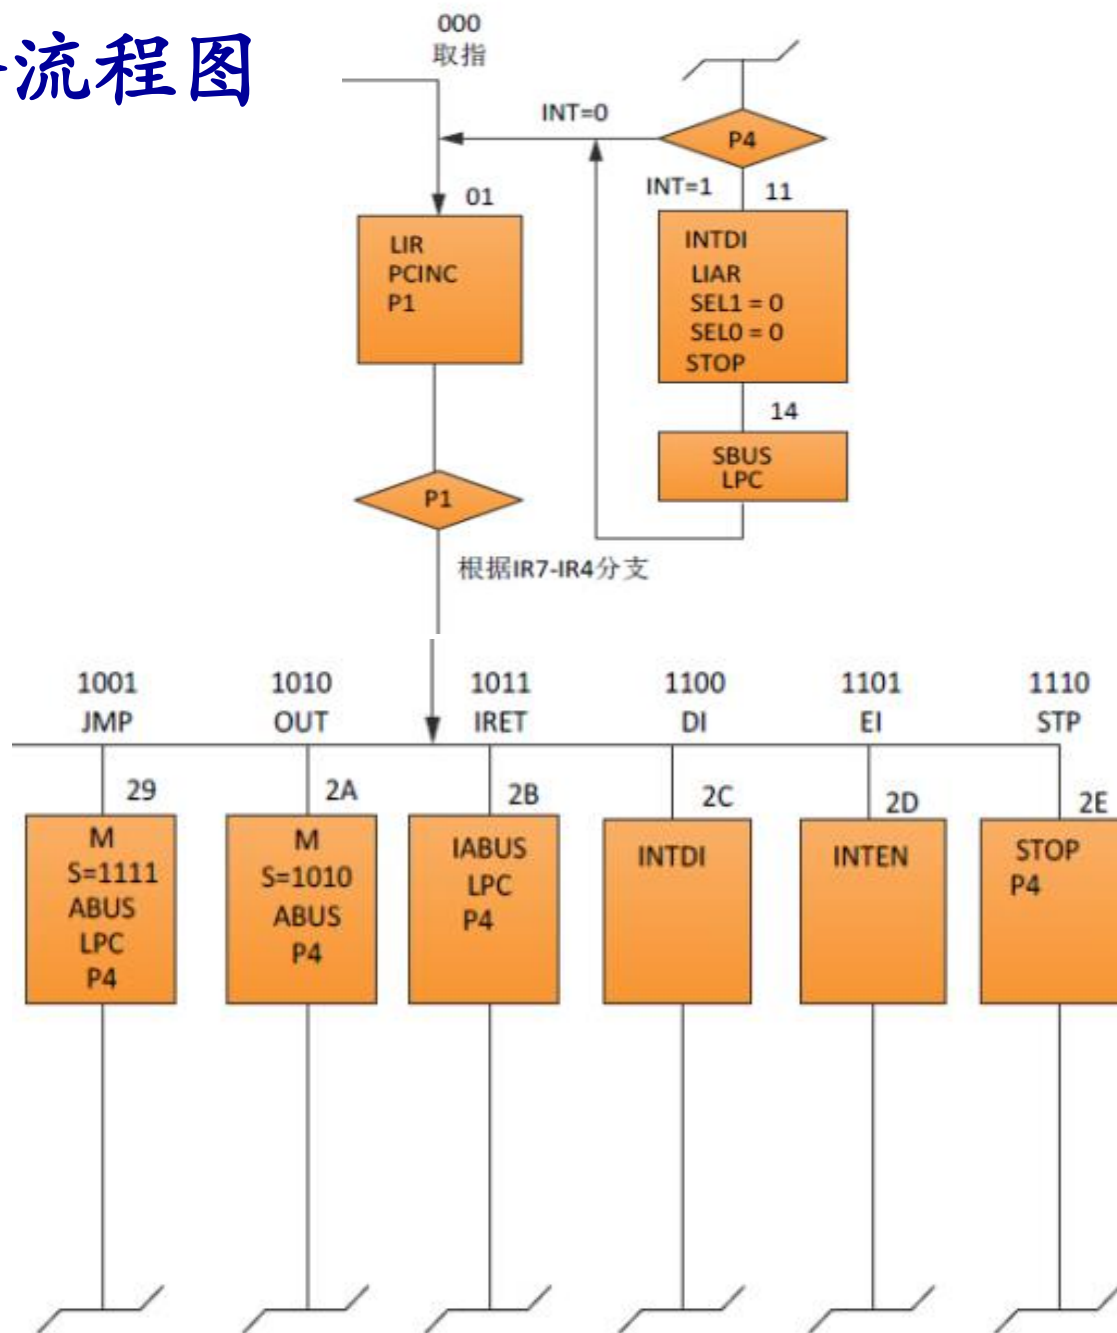 流程图
000
取指
INT=0
P4
01
INT=1
11
LIR
PCINC
P1
INTDI
LIAR
SEL1 = 0
SEL0 = 0
STOP
14
SBUS
LPC
P1
根据IR7-IR4分支
1001
JMP
1010
OUT
1011
IRET
1100
DI
1101
EI
1110
STP
29
2A
2B
2C
2D
2E
M
S=1111
ABUS
LPC
P4
M
S=1010
ABUS
P4
IABUS
LPC
P4
INTDI
INTEN
STOP
P4